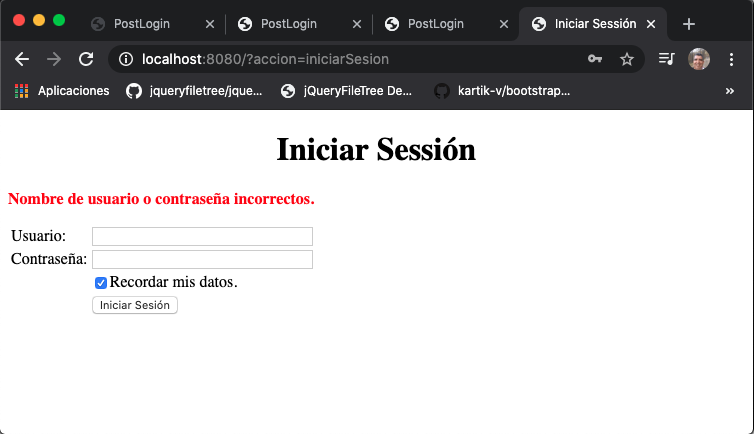 PostLogin
PostLogin
PostLogin
Iniciar Sessión
localhost:8080/?accion=iniciarSesion
Aplicaciones
jqueryfiletree/jque...
jQueryFileTree De...
kartik-v/bootstrap...
»
Iniciar Sessión
Nombre de usuario o contraseña incorrectos.
Usuario:
Contraseña:
Recordar mis datos.
Iniciar Sesión